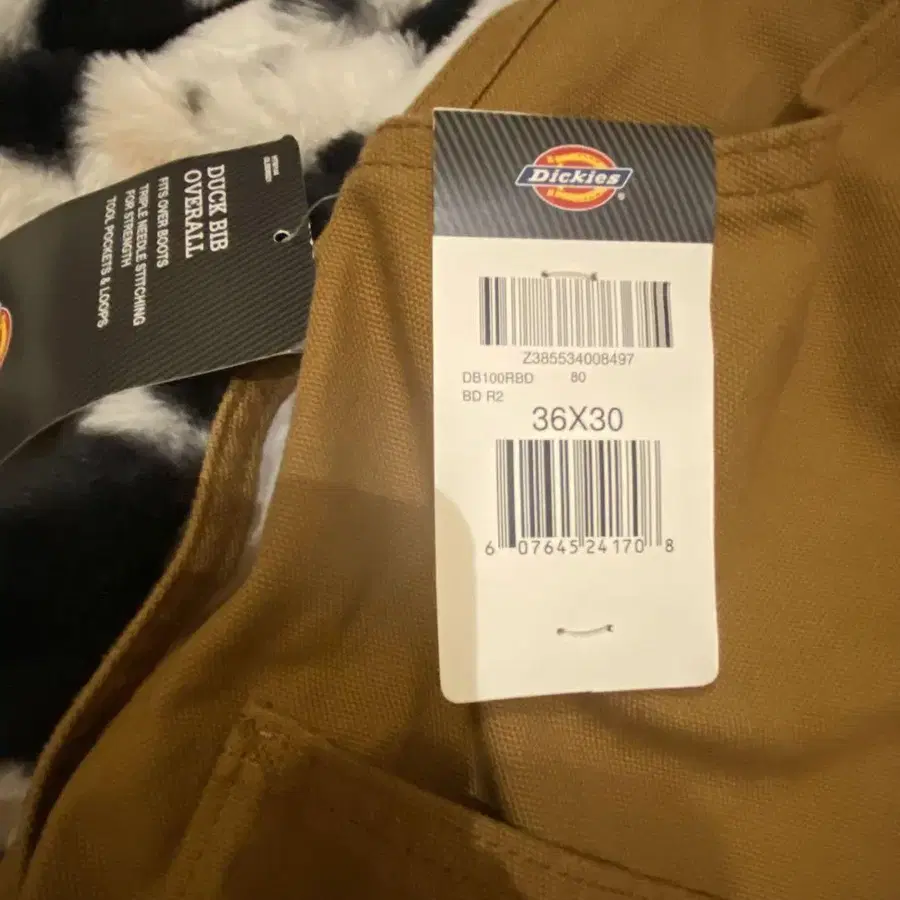 DUCK BIB
OVERALL
FITS OVER BOOTS
TRIPLE NEEDLE STITCHING
FOR STRENGTH
TOOL POCKETS & LOOPS
Dickies
Z385534008497
DB100RBD 80
BD R2
36X30
6 07645 24170 8